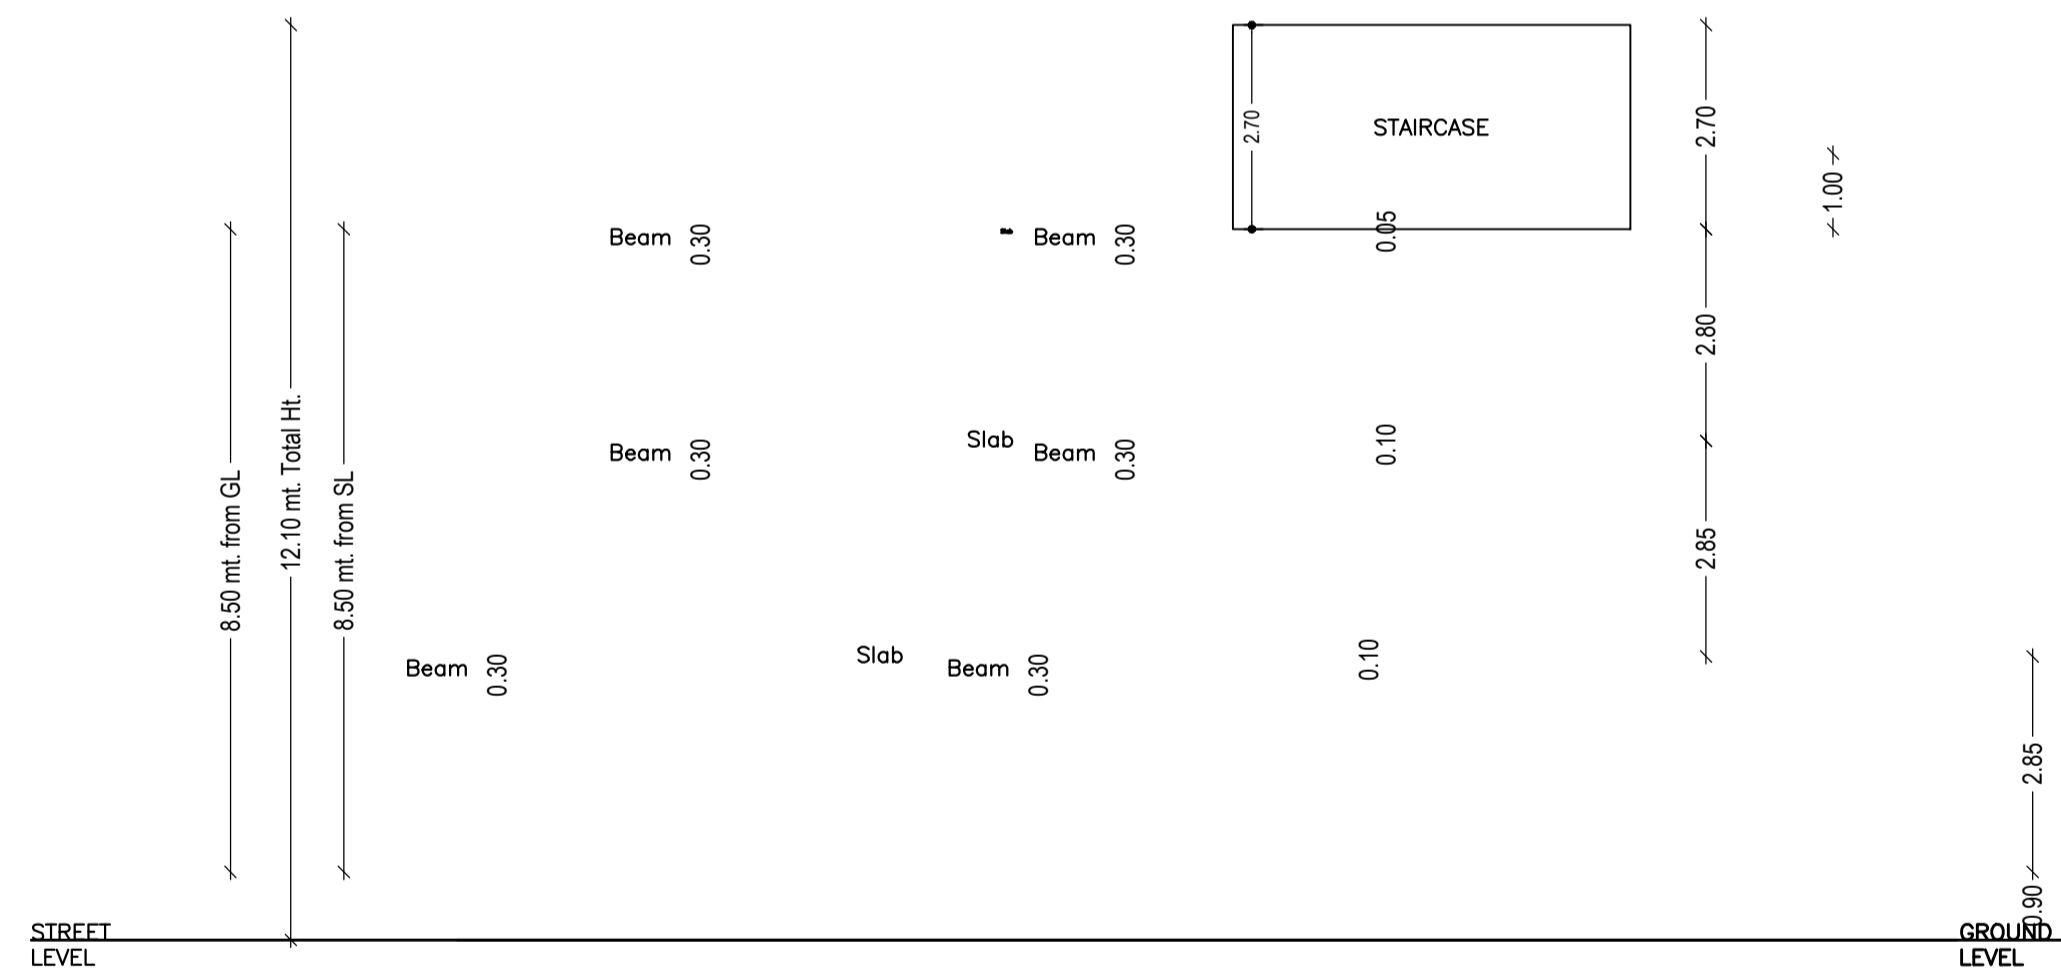 STAIRCASE
2.70
2.70
1.00
Beam 0.30
Beam 0.30
0.05
2.80
12.10 mt. Total Ht.
Beam 0.30
Slab
Beam 0.30
0.10
8.50 mt. from GL
8.50 mt. from SL
2.85
Slab
Beam 0.30
Beam 0.30
0.10
2.85
0.90
STREET
LEVEL
GROUND
LEVEL